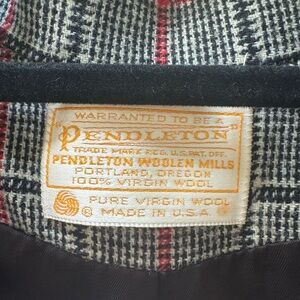 WARRANTED TO BE A
PENDLETON"
TRADE MARK REG. U.S. PAT. OFF.
PENDLETON WOOLEN MILLS
PORTLAND, OREGON
100% VIRGIN WOOL
PURE VIRGIN WOOL
© MADE IN U.S.A.